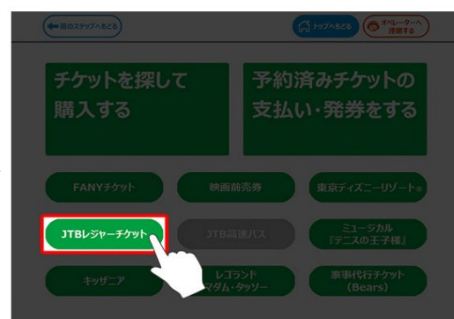 前のステップへもどる
トップへもどる
オペレーターへ
接続する
チケットを探して
購入する
予約済みチケットの
支払い・発券をする
FANYチケット
映画前売券
東京ディズニーリゾート®
JTBレジャーチケット
JTB高速バス
ミュージカル
『テニスの王子様』
キッザニア
レゴランド
マダム・タッソー
家事代行チケット
(Bears)